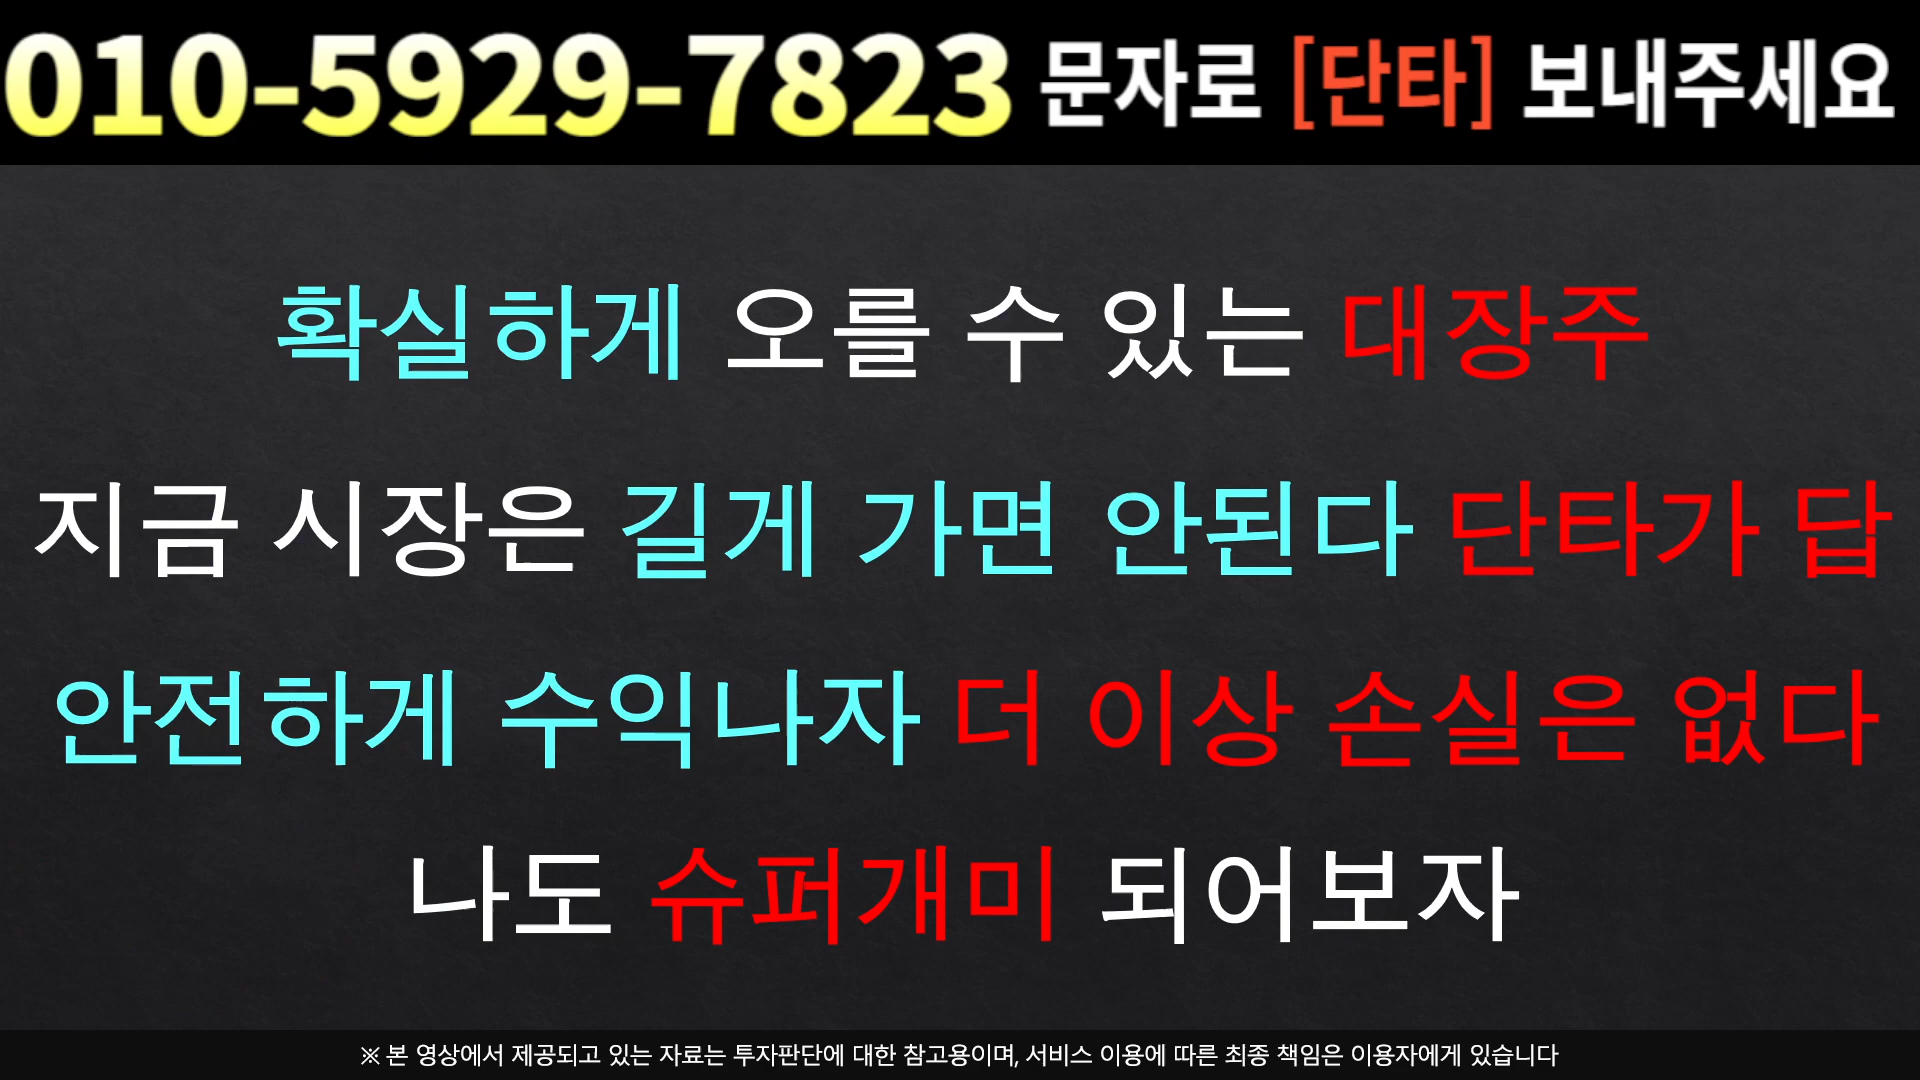 010-5929-7823 문자로 [단타] 보내주세요
확실하게 오를 수 있는 대장주
지금 시장은 길게 가면 안된다 단타가 답
안전하게 수익나자 더 이상 손실은 없다
나도 슈퍼개미 되어보자
※ 본 영상에서 제공되고 있는 자료는 투자판단에 대한 참고용이며, 서비스 이용에 따른 최종 책임은 이용자에게 있습니다